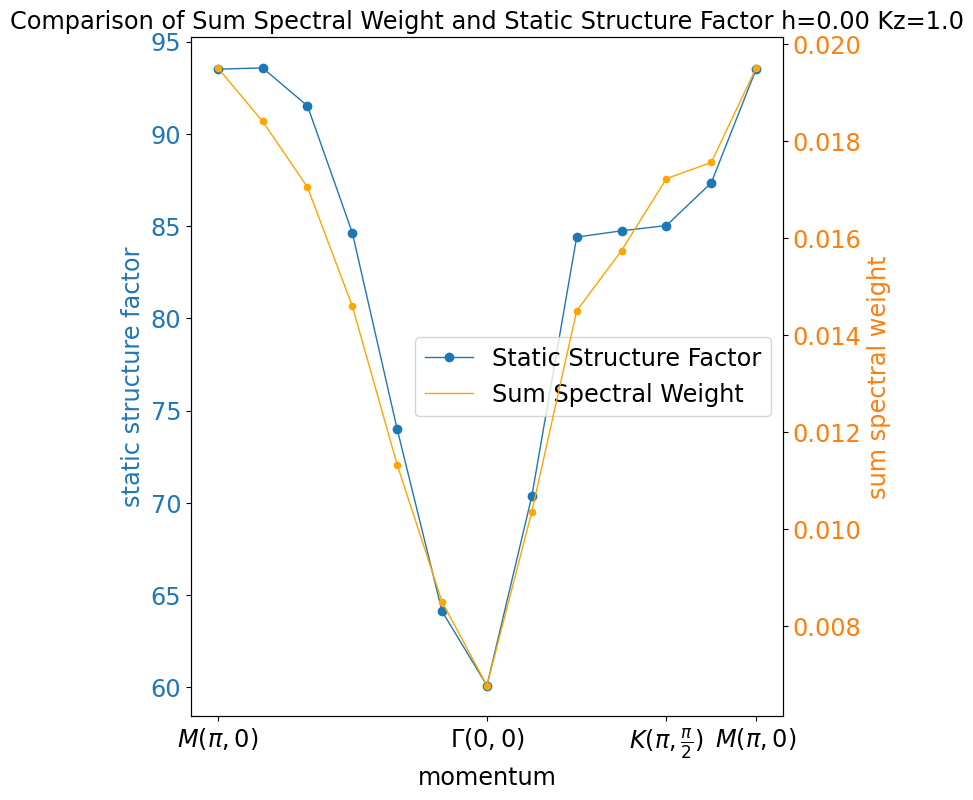 Comparison of Sum Spectral Weight and Static Structure Factor h=0.00 Kz=1.0
95
90
85
80
75
70
65
60
static structure factor
0.020
0.018
0.016
0.014
0.012
0.010
0.008
sum spectral weight
Static Structure Factor
Sum Spectral Weight
M(π, 0)
Γ(0, 0)
K(π, π/2)
M(π, 0)
momentum